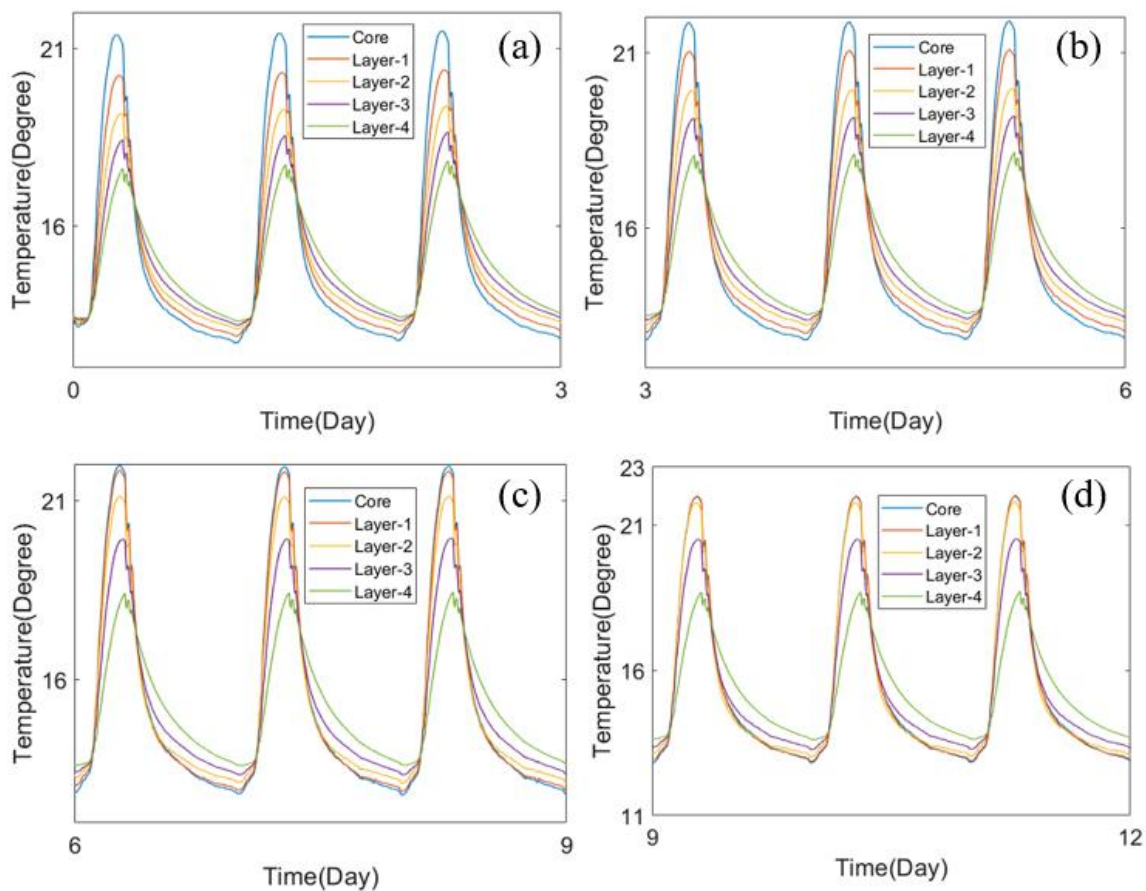 (a)
Core
Layer-1
Layer-2
Layer-3
Layer-4
21
16
Temperature(Degree)
0
3
Time(Day)
(b)
Core
Layer-1
Layer-2
Layer-3
Layer-4
21
16
Temperature(Degree)
3
6
Time(Day)
(c)
Core
Layer-1
Layer-2
Layer-3
Layer-4
21
16
Temperature(Degree)
6
9
Time(Day)
(d)
Core
Layer-1
Layer-2
Layer-3
Layer-4
23
21
16
11
Temperature(Degree)
9
12
Time(Day)